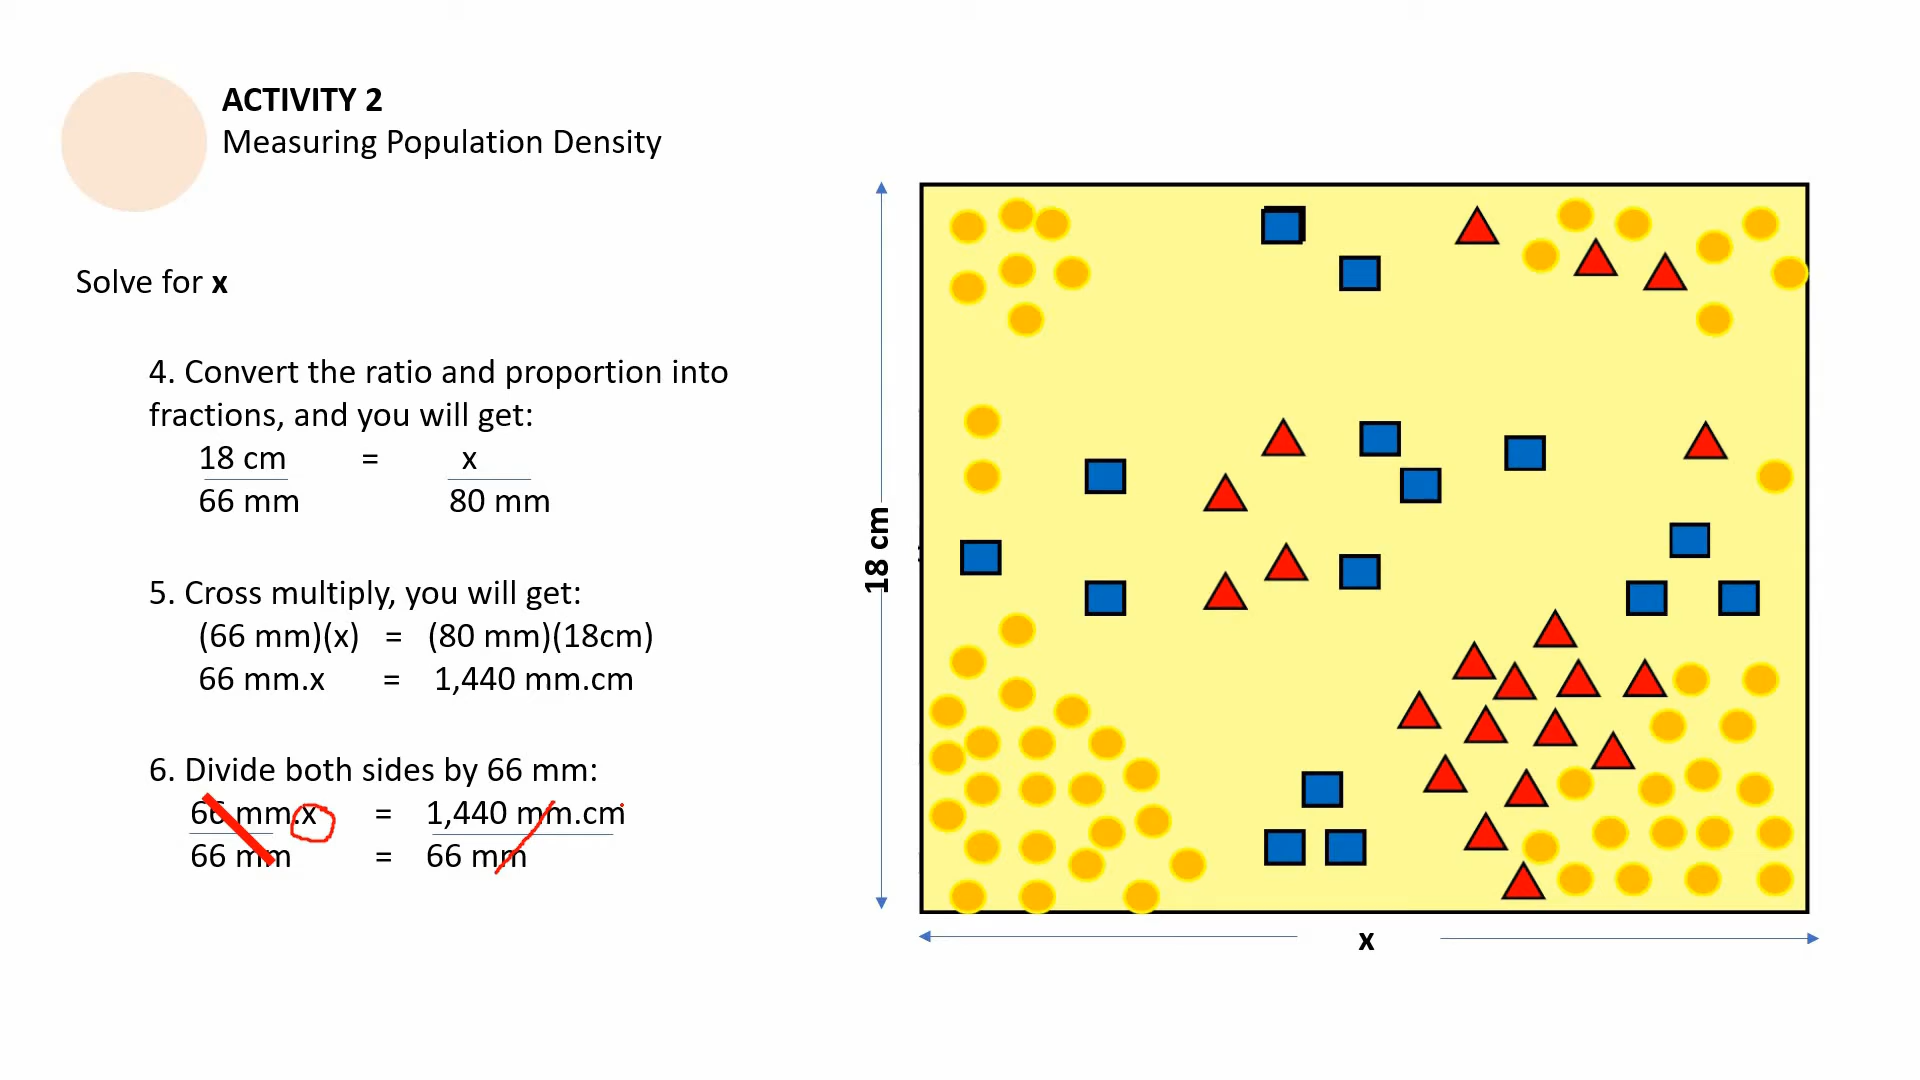 ACTIVITY 2
Measuring Population Density
Solve for x
4. Convert the ratio and proportion into
fractions, and you will get:
18 cm = x
66 mm 80 mm
5. Cross multiply, you will get:
(66 mm)(x) = (80 mm)(18cm)
66 mm.x = 1,440 mm.cm
6. Divide both sides by 66 mm:
66 mm.x = 1,440 mm.cm
66 mm = 66 mm
18 cm
x